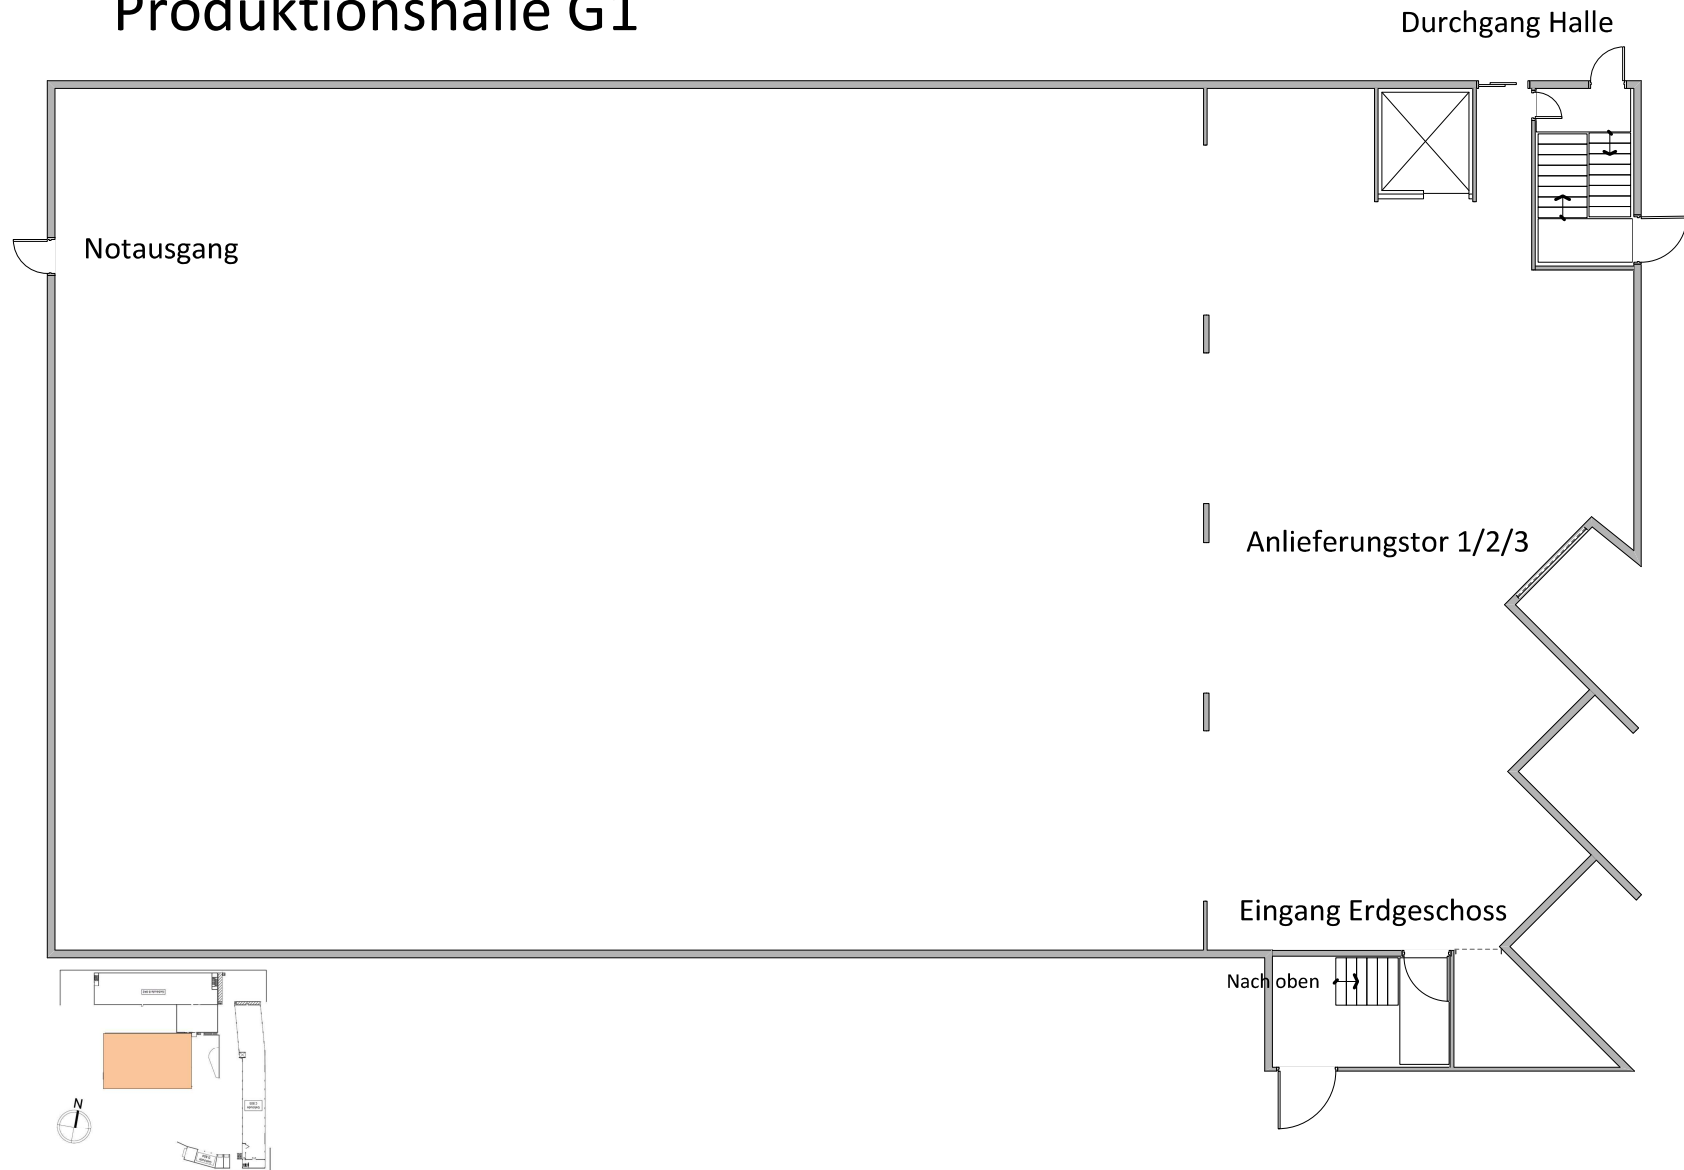 Produktionshalle G1
Durchgang Halle
Notausgang
Anlieferungstor 1/2/3
Eingang Erdgeschoss
Nach oben
N